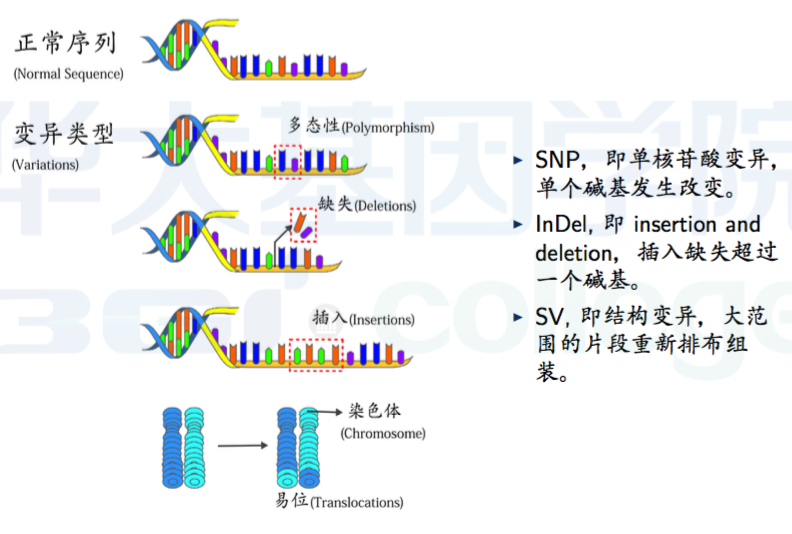 正常序列
(Normal Sequence)
变异类型
(Variations)
多态性(Polymorphism)
缺失(Deletions)
插入(Insertions)
染色体
(Chromosome)
易位(Translocations)
SNP，即单核苷酸变异，
单个碱基发生改变。
InDel, 即 insertion and
deletion，插入缺失超过
一个碱基。
SV, 即结构变异，大范
围的片段重新排布组
装。
华大基因学院
BGI college